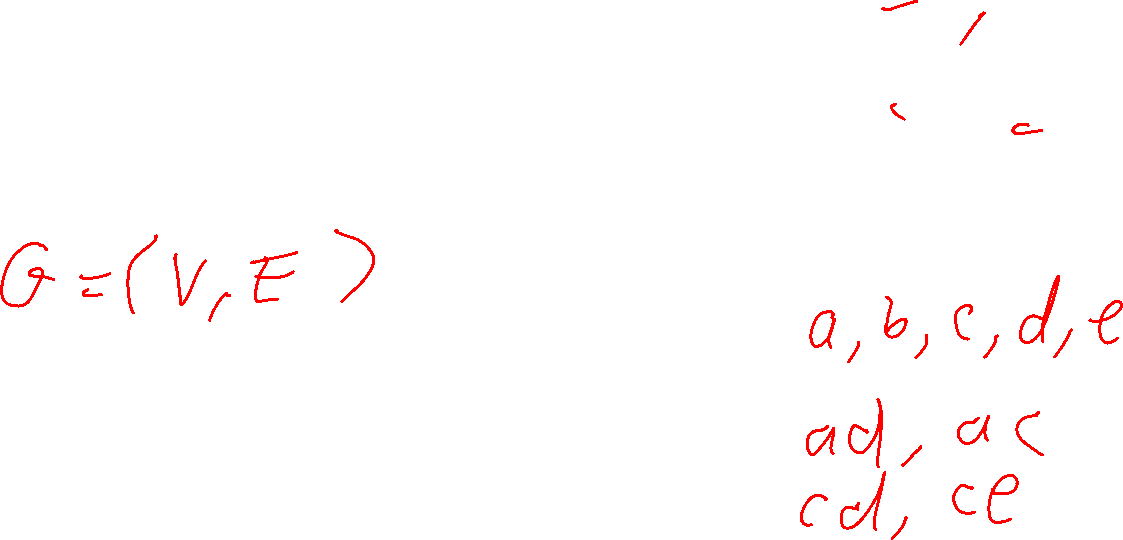 G=(V,E)
a,b,c,d,e
ad, ac
cd, ce